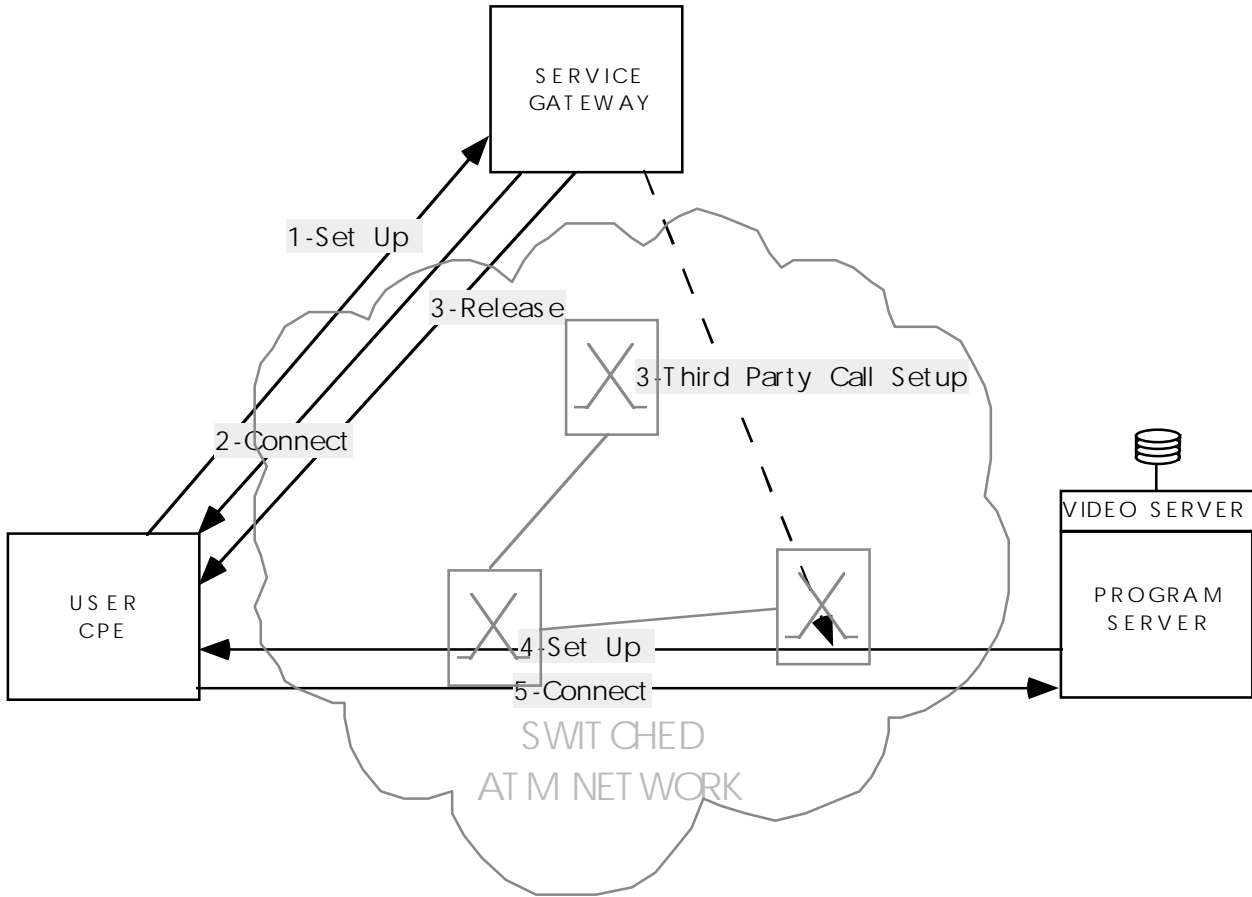 SERVICE
GATEWAY
1-Set Up
3-Release
3-Third Party Call Setup
2-Connect
VIDEO SERVER
USER
CPE
PROGRAM
SERVER
4-Set Up
5-Connect
SWITCHED
ATM NETWORK